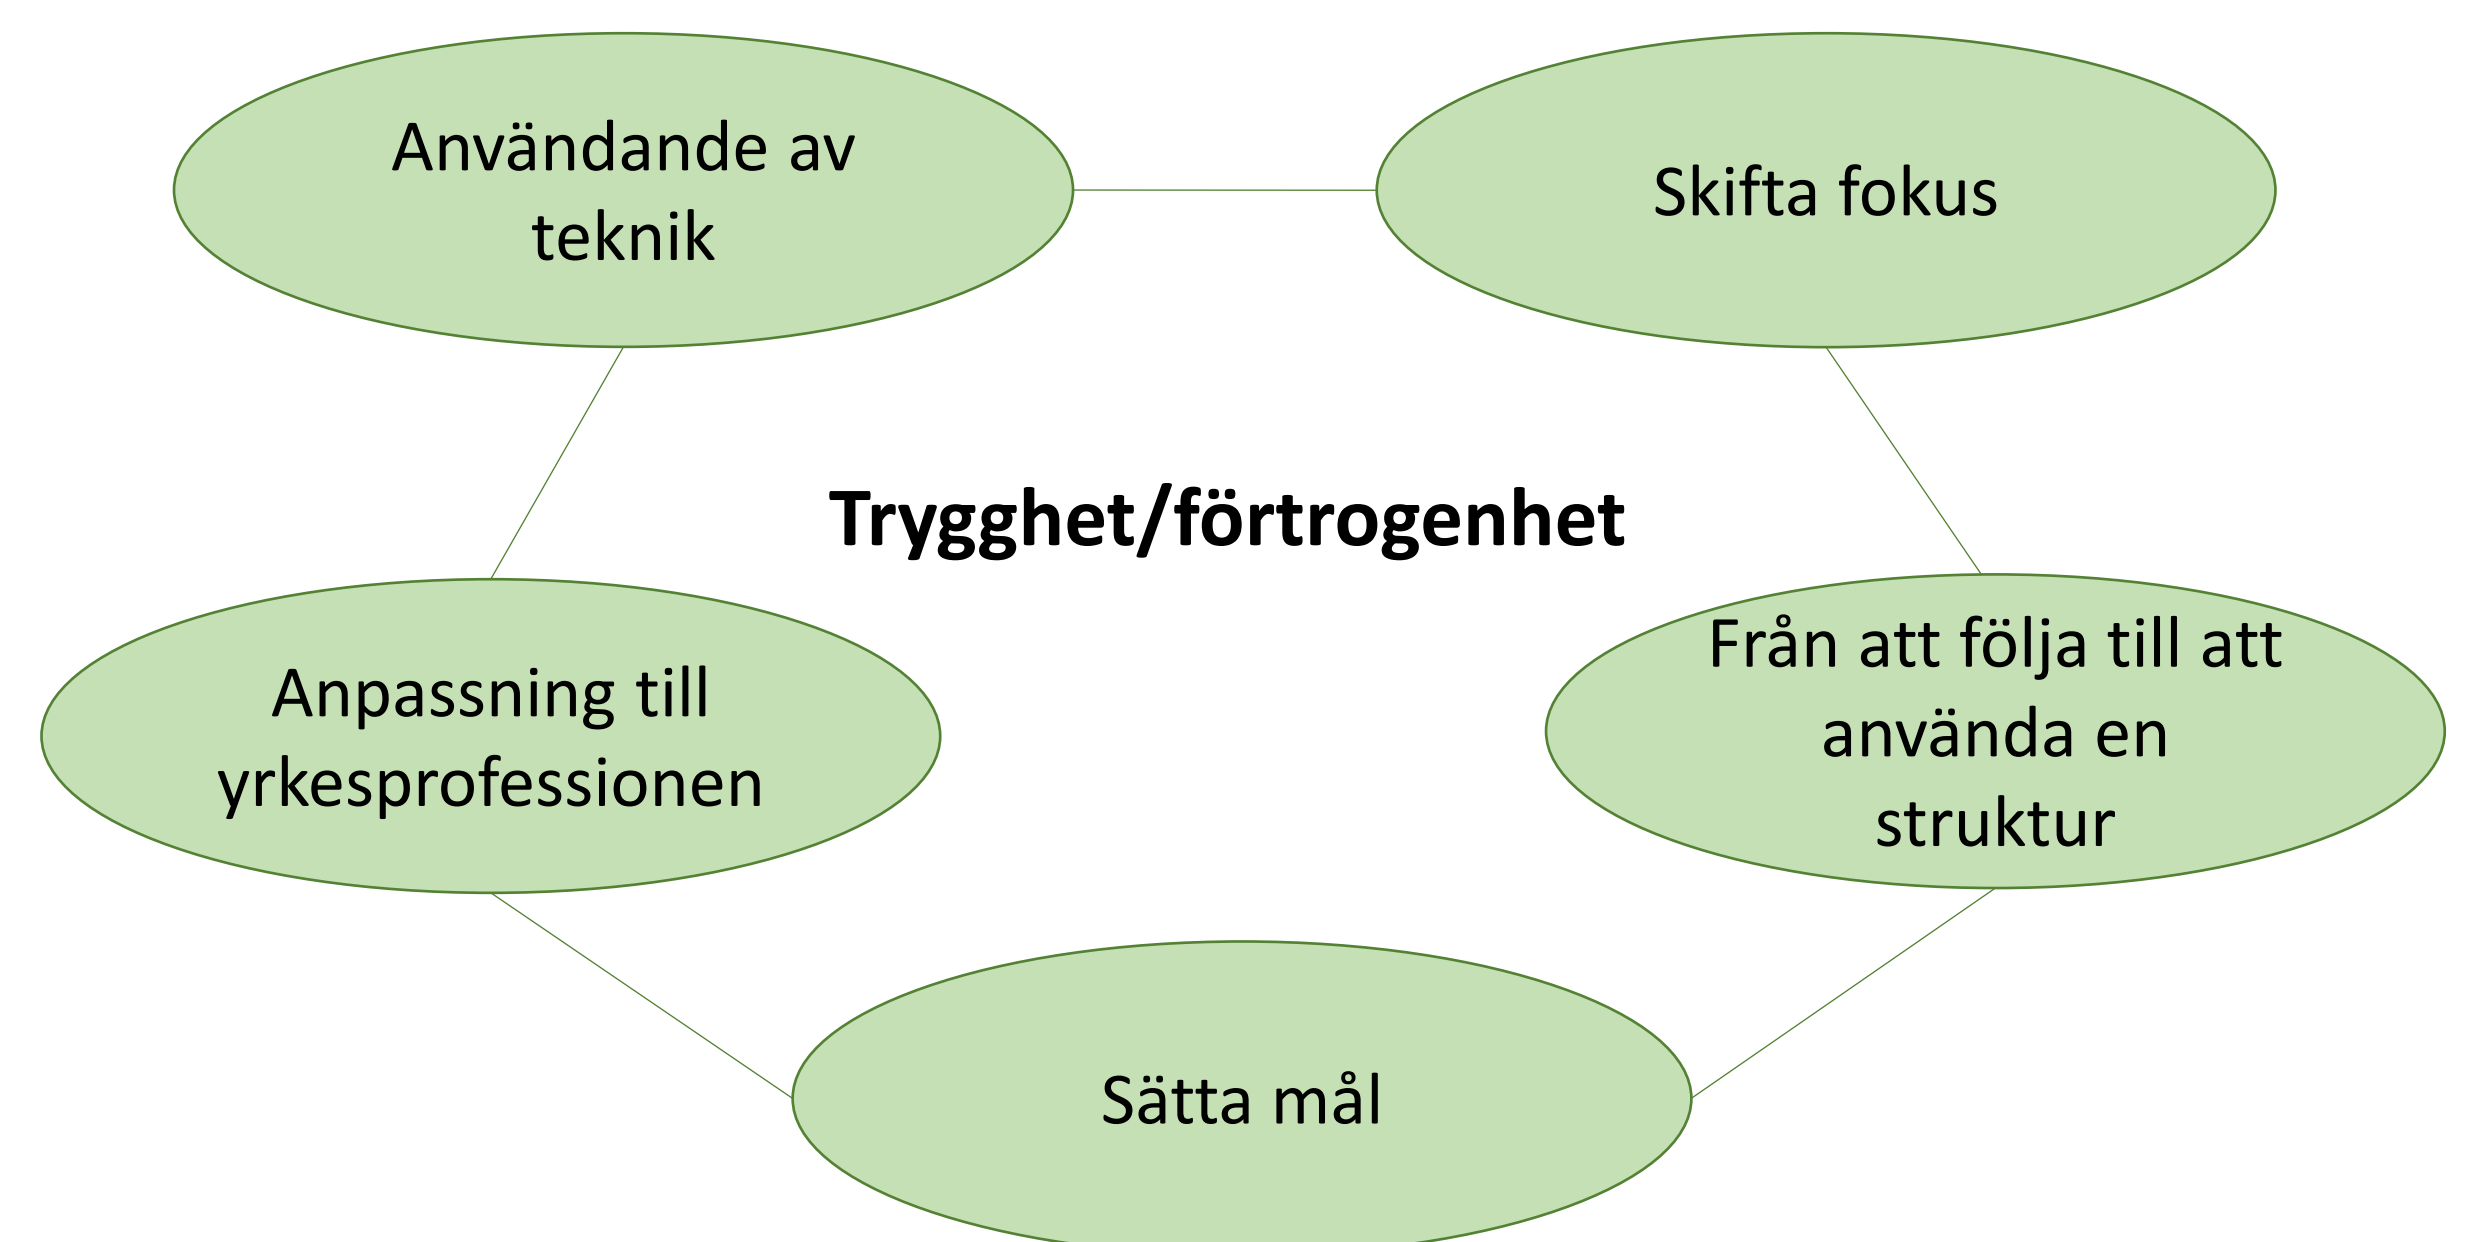 Användande av
teknik
Skifta fokus
Trygghet/förtrogenhet
Anpassning till
yrkesprofessionen
Från att följa till att
använda en
struktur
Sätta mål